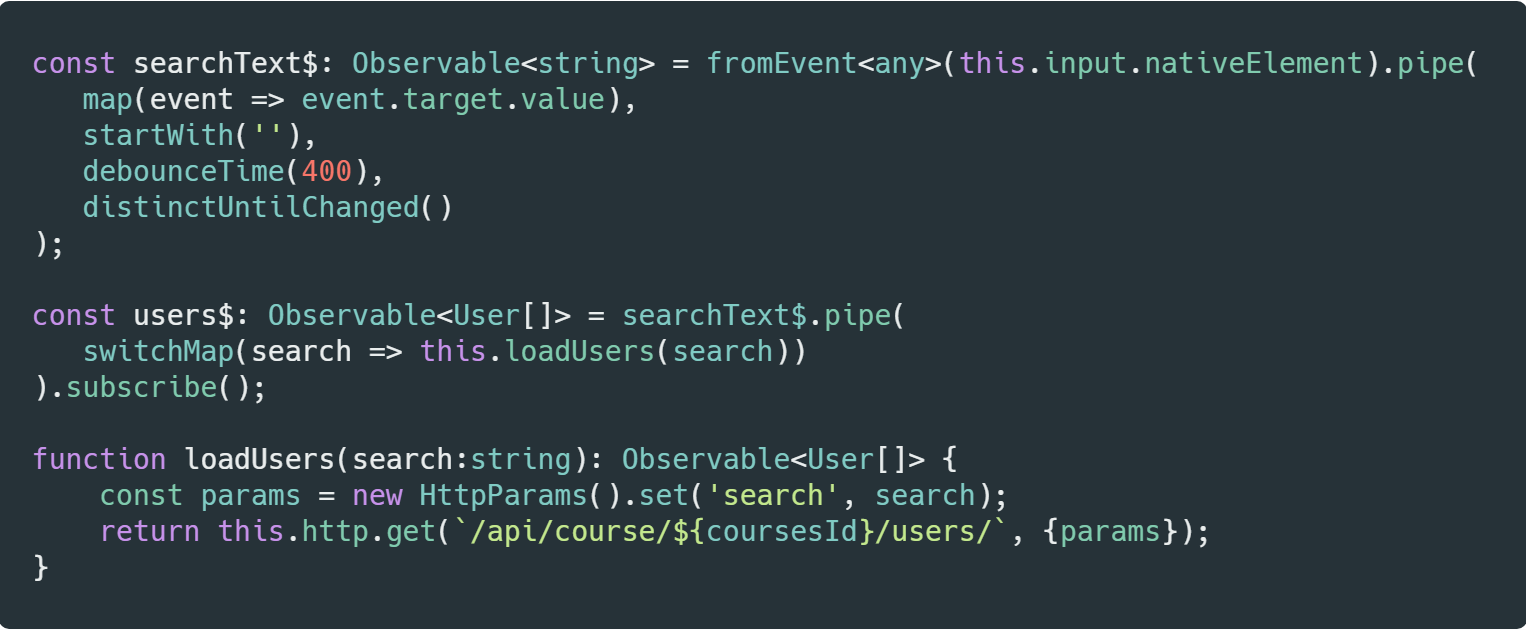 const searchText$: Observable<string> = fromEvent<any>(this.input.nativeElement).pipe(
   map(event => event.target.value),
   startWith(''),
   debounceTime(400),
   distinctUntilChanged()
);

const users$: Observable<User[]> = searchText$.pipe(
   switchMap(search => this.loadUsers(search))
).subscribe();

function loadUsers(search:string): Observable<User[]> {
    const params = new HttpParams().set('search', search);
    return this.http.get(`/api/course/${coursesId}/users/`, {params});
}